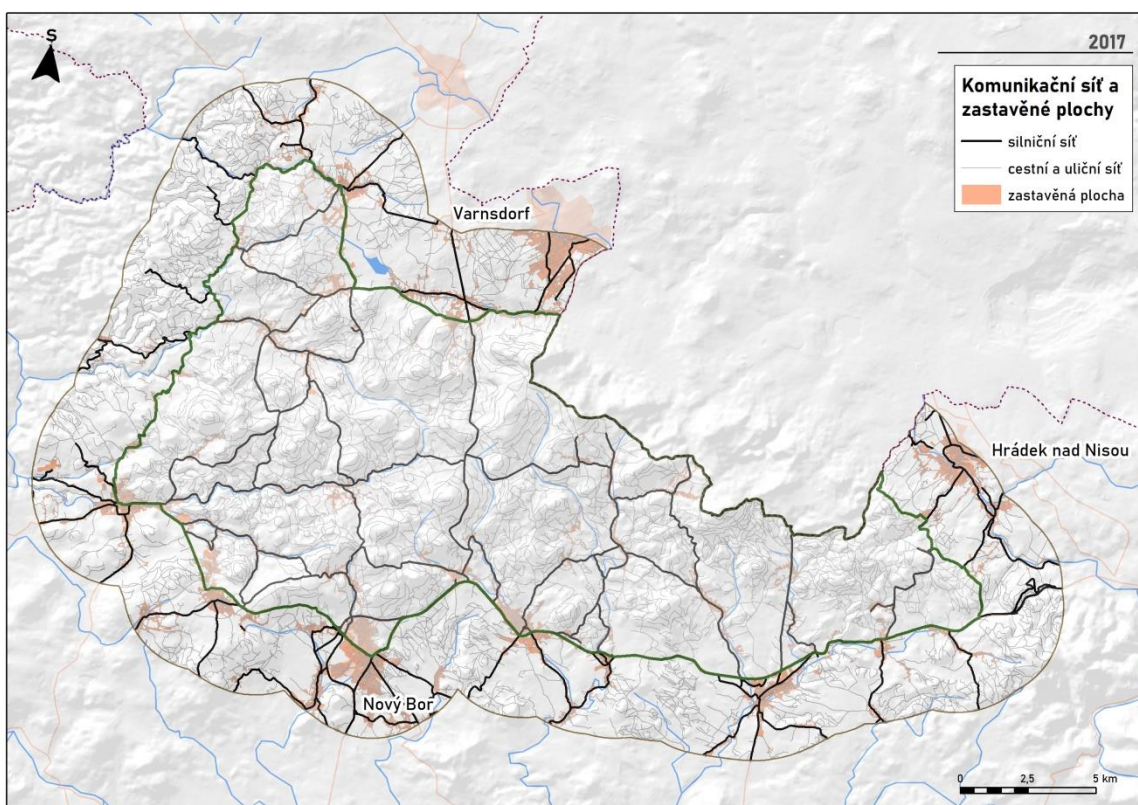 S
2017
Komunikační síť a
zastavěné plochy
silniční síť
cestní a uliční síť
zastavěná plocha
Varnsdorf
Hrádek nad Nisou
Nový Bor
0 2,5 5 km